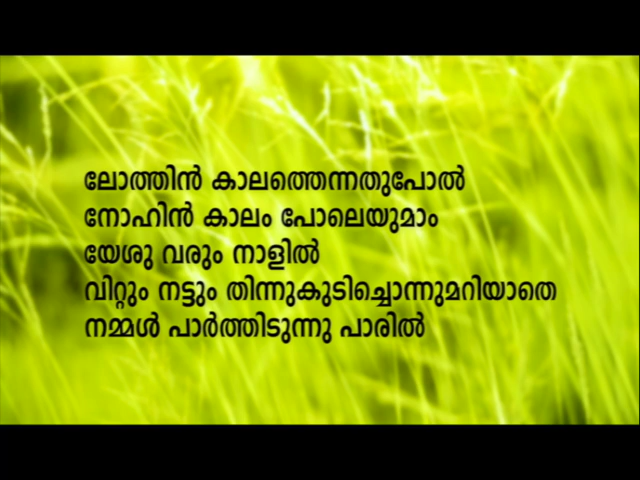 ലോത്തിൻ കാലത്തെന്നതുപോൽ
നോഹിൻ കാലം പോലെയുമാം
യേശു വരും നാളിൽ
വിറ്റും നട്ടും തിന്നുകുടിച്ചൊന്നുമറിയാതെ
നമ്മൾ പാർത്തിടുന്നു പാരിൽ